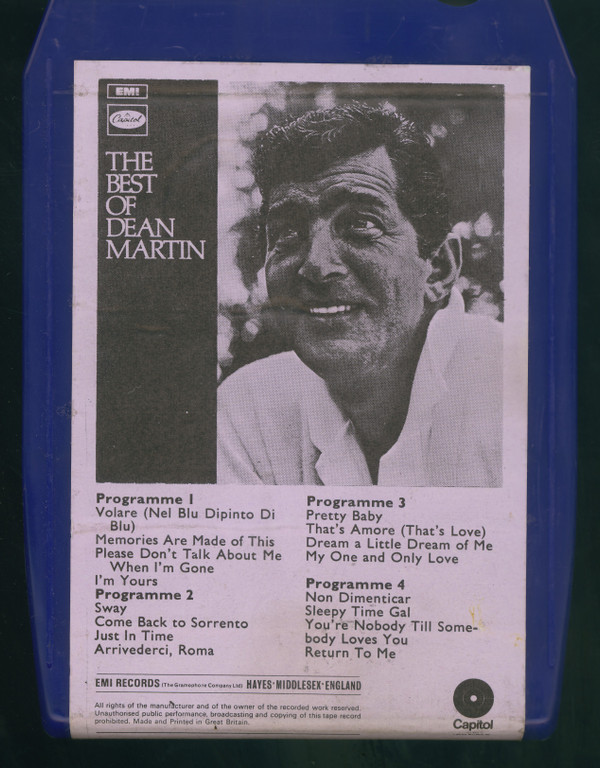 EMI
Capitol
THE
BEST
OF
DEAN
MARTIN
Programme 1
Volare (Nel Blu Dipinto Di
Blu)
Memories Are Made of This
Please Don't Talk About Me
When I'm Gone
I'm Yours
Programme 2
Sway
Come Back to Sorrento
Just In Time
Arrivederci, Roma
Programme 3
Pretty Baby
That's Amore (That's Love)
Dream a Little Dream of Me
My One and Only Love
Programme 4
Non Dimenticar
Sleepy Time Gal
You're Nobody Till Some-
body Loves You
Return To Me
EMI RECORDS (The Gramophone Company Ltd) HAYES·MIDDLESEX·ENGLAND
All rights of the manufacturer and of the owner of the recorded work reserved.
Unauthorised public performance, broadcasting and copying of this tape record
prohibited. Made and Printed in Great Britain.
Capitol